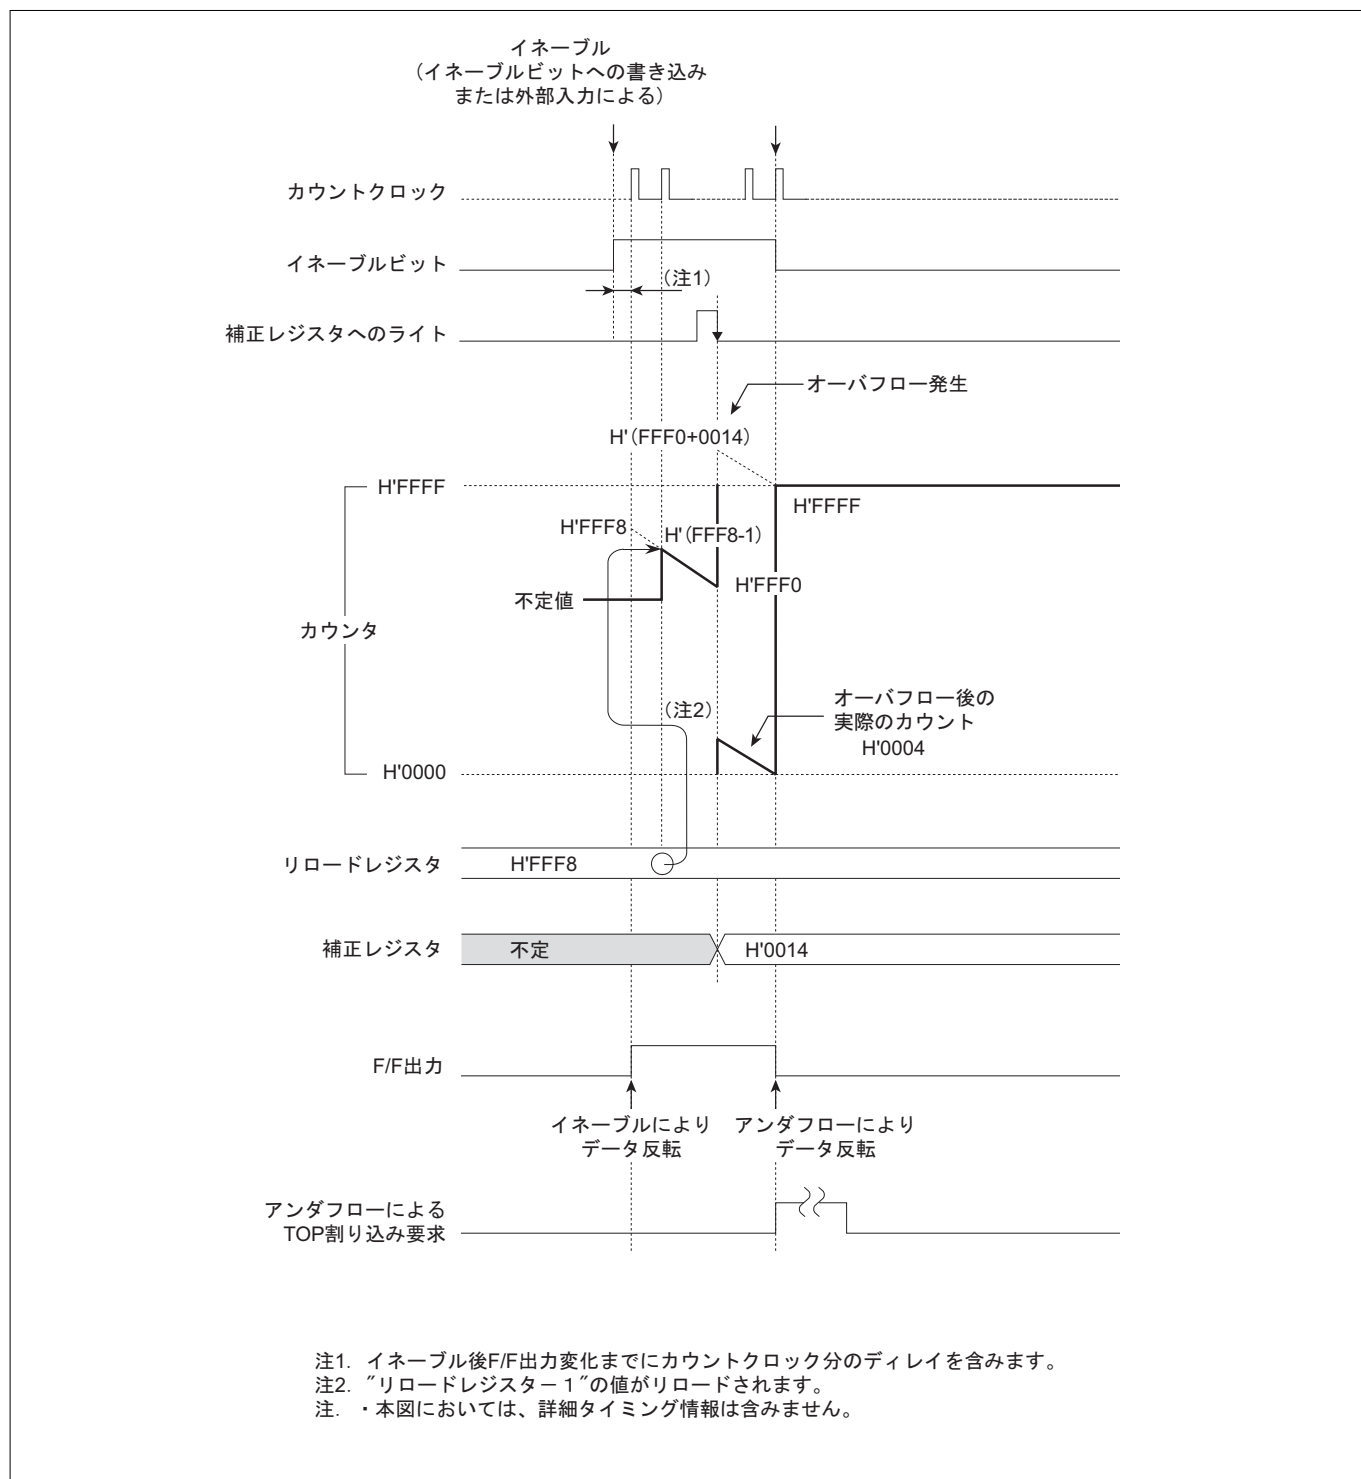 イネーブル
（イネーブルビットへの書き込み
または外部入力による）
カウントクロック
イネーブルビット
（注1）
補正レジスタへのライト
オーバフロー発生
H'（FFF0+0014）
H'FFFF
H'FFFF
H'FFF8
H'（FFF8-1）
H'FFF0
不定値
カウンタ
（注2）
オーバフロー後の
実際のカウント
H'0004
H'0000
リロードレジスタ
H'FFF8
補正レジスタ
不定
H'0014
F/F出力
イネーブルにより
データ反転
アンダフローにより
データ反転
アンダフローによる
TOP割り込み要求
注1. イネーブル後F/F出力変化までにカウントクロック分のディレイを含みます。
注2. ″リロードレジスタ－１″の値がリロードされます。
注. ・本図においては、詳細タイミング情報は含みません。